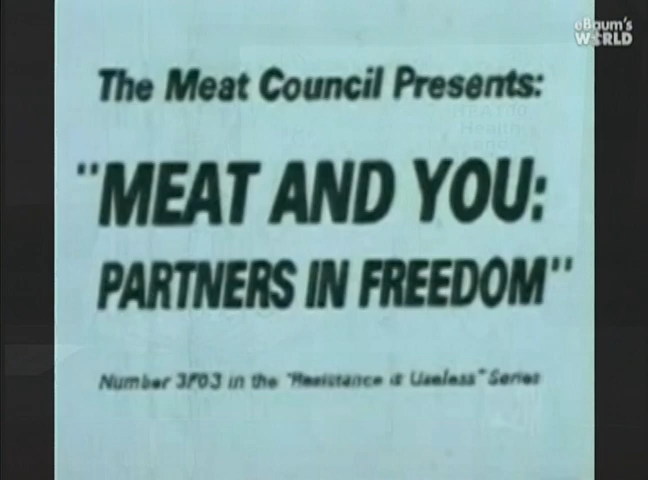 eBaum's
WORLD
The Meat Council Presents:
"MEAT AND YOU:
PARTNERS IN FREEDOM"
Number 3F03 in the "Resistance is Useless" Series